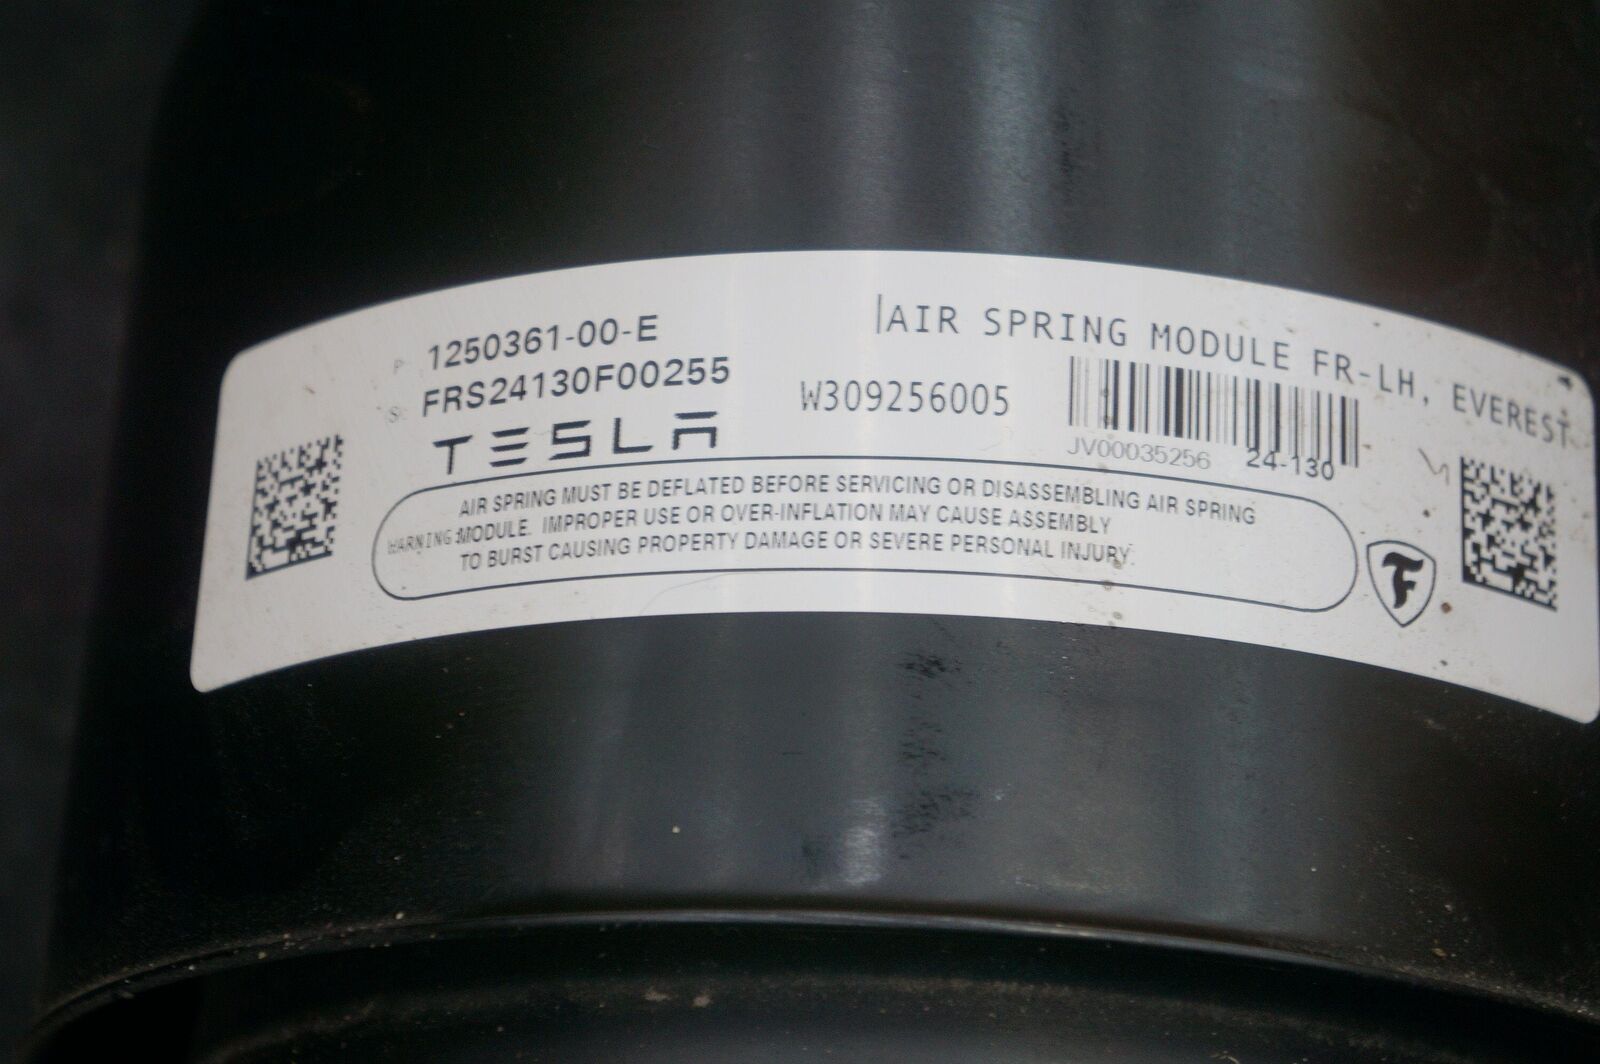 P: 1250361-00-E
S: FRS24130F00255
TESLA
AIR SPRING MODULE FR-LH, EVEREST
W309256005
JV00035256 24-130
WARNING: AIR SPRING MUST BE DEFLATED BEFORE SERVICING OR DISASSEMBLING AIR SPRING
MODULE. IMPROPER USE OR OVER-INFLATION MAY CAUSE ASSEMBLY
TO BURST CAUSING PROPERTY DAMAGE OR SEVERE PERSONAL INJURY.
F